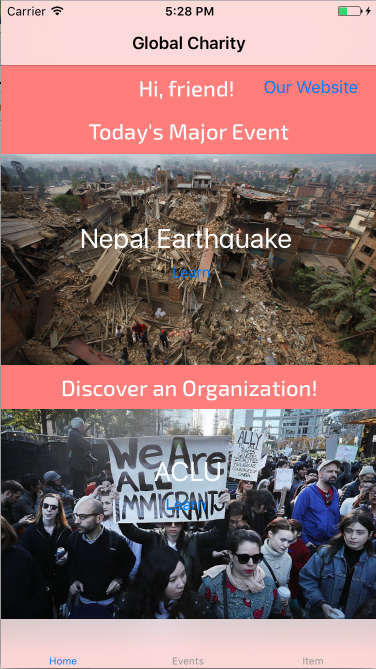 Carrier 5:28 PM
Global Charity
Hi, friend! Our Website
Today's Major Event
Nepal Earthquake
Learn
Discover an Organization!
ALLY
We Are
ACLU
ALL
Learn
IMMIGRANTS
Home Events Item